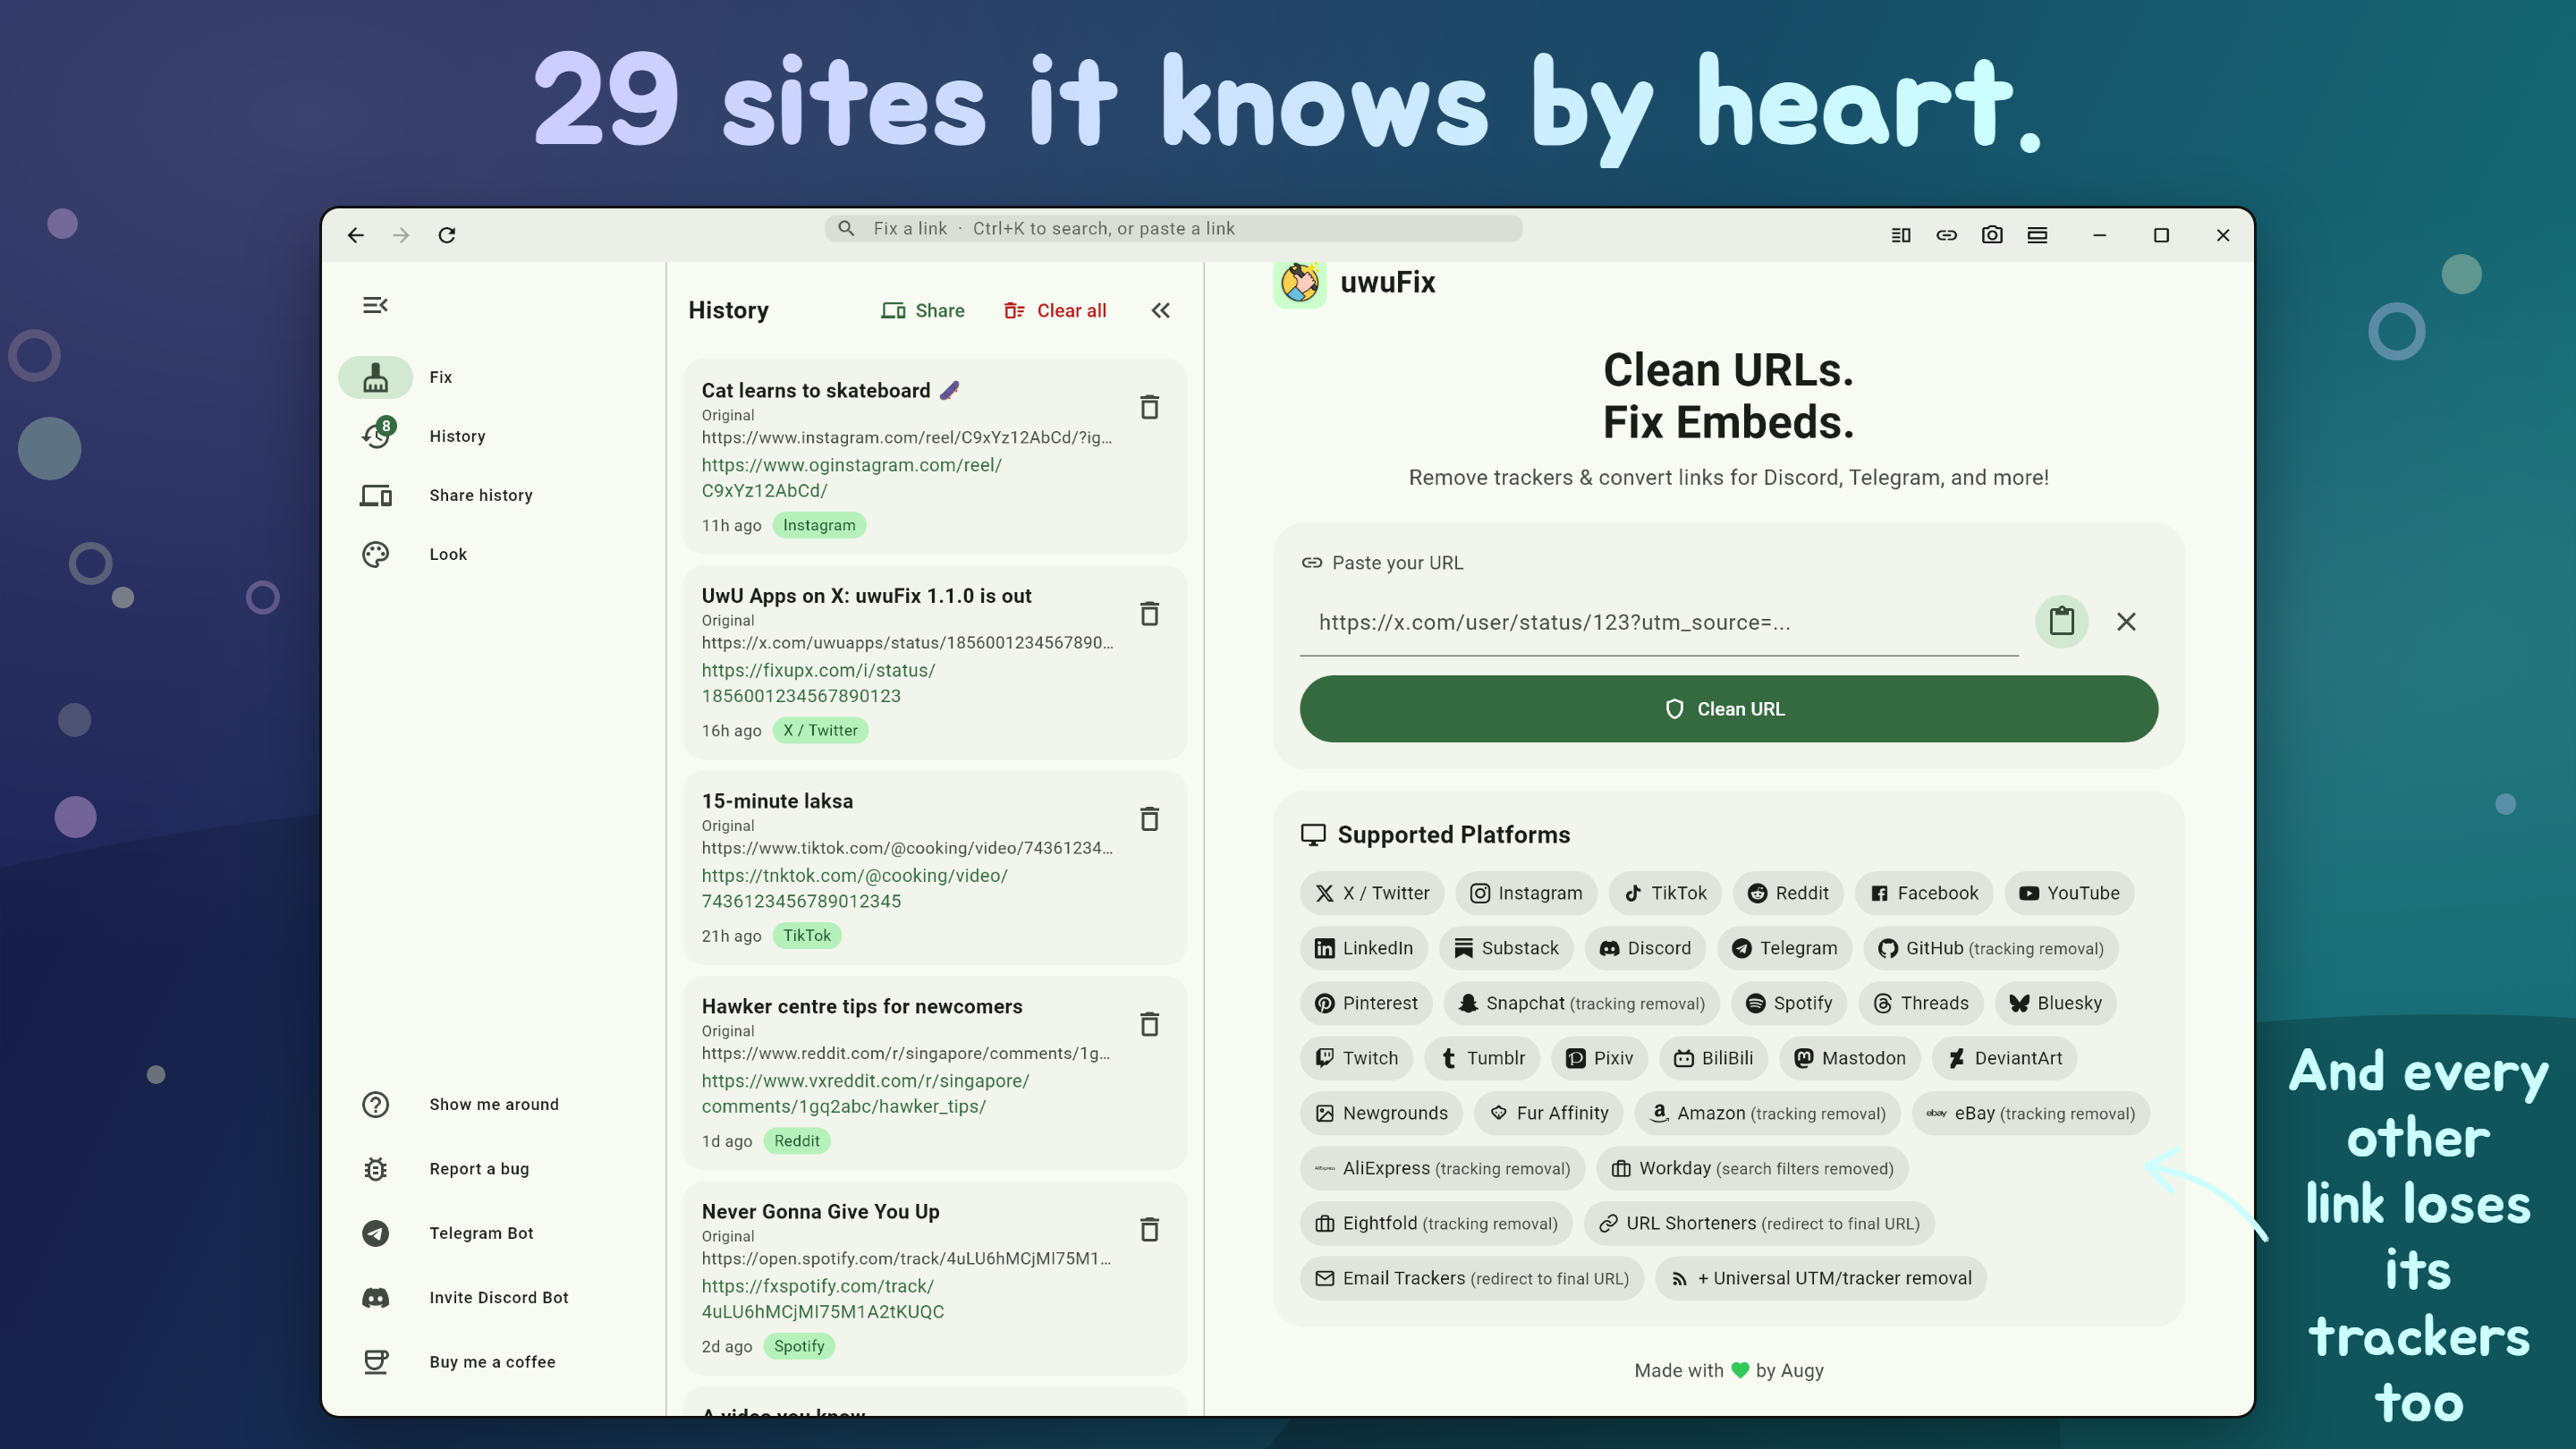 29 sites it knows by heart.
Fix a link · Ctrl+K to search, or paste a link
Fix
8
History
Share history
Look
Show me around
Report a bug
Telegram Bot
Invite Discord Bot
Buy me a coffee
History
Share
Clear all
Cat learns to skateboard
Original
https://www.instagram.com/reel/C9xYz12AbCd/?ig…
https://www.oginstagram.com/reel/
C9xYz12AbCd/
11h ago Instagram
UwU Apps on X: uwuFix 1.1.0 is out
Original
https://x.com/uwuapps/status/1856001234567890…
https://fixupx.com/i/status/
1856001234567890123
16h ago X / Twitter
15-minute laksa
Original
https://www.tiktok.com/@cooking/video/74361234…
https://tnktok.com/@cooking/video/
7436123456789012345
21h ago TikTok
Hawker centre tips for newcomers
Original
https://www.reddit.com/r/singapore/comments/1g…
https://www.vxreddit.com/r/singapore/
comments/1gq2abc/hawker_tips/
1d ago Reddit
Never Gonna Give You Up
Original
https://open.spotify.com/track/4uLU6hMCjMI75M1…
https://fxspotify.com/track/
4uLU6hMCjMI75M1A2tKUQC
2d ago Spotify
A video you know
uwuFix
Clean URLs.
Fix Embeds.
Remove trackers & convert links for Discord, Telegram, and more!
Paste your URL
https://x.com/user/status/123?utm_source=...
Clean URL
Supported Platforms
X / Twitter Instagram TikTok Reddit Facebook YouTube
LinkedIn Substack Discord Telegram GitHub (tracking removal)
Pinterest Snapchat (tracking removal) Spotify Threads Bluesky
Twitch Tumblr Pixiv BiliBili Mastodon DeviantArt
Newgrounds Fur Affinity Amazon (tracking removal) ebay eBay (tracking removal)
AliExpress (tracking removal) Workday (search filters removed)
Eightfold (tracking removal) URL Shorteners (redirect to final URL)
Email Trackers (redirect to final URL) + Universal UTM/tracker removal
Made with by Augy
And every
other
link loses
its
trackers
too